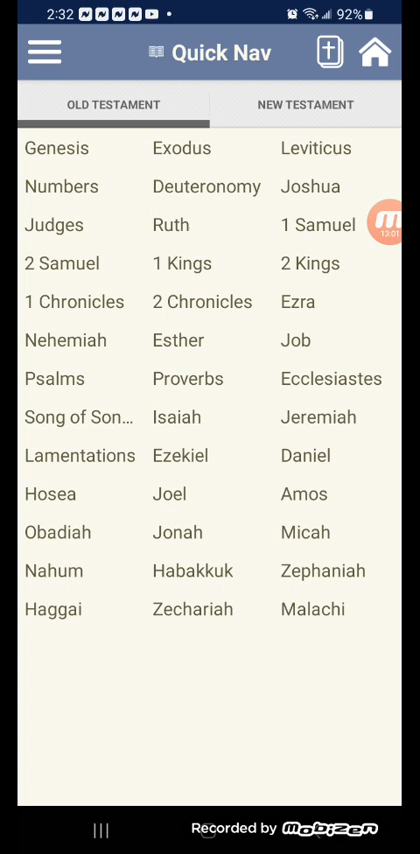 2:32 92%
Quick Nav
OLD TESTAMENT NEW TESTAMENT
Genesis Exodus Leviticus
Numbers Deuteronomy Joshua
Judges Ruth 1 Samuel
13:01
2 Samuel 1 Kings 2 Kings
1 Chronicles 2 Chronicles Ezra
Nehemiah Esther Job
Psalms Proverbs Ecclesiastes
Song of Son... Isaiah Jeremiah
Lamentations Ezekiel Daniel
Hosea Joel Amos
Obadiah Jonah Micah
Nahum Habakkuk Zephaniah
Haggai Zechariah Malachi
Recorded by mobizen